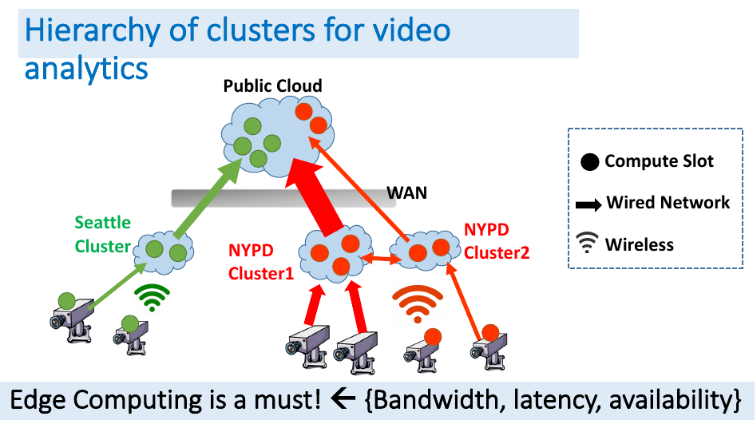 Hierarchy of clusters for video
analytics
Public Cloud
WAN
Seattle
Cluster
NYPD
Cluster1
NYPD
Cluster2
Compute Slot
Wired Network
Wireless
Edge Computing is a must! ← {Bandwidth, latency, availability}